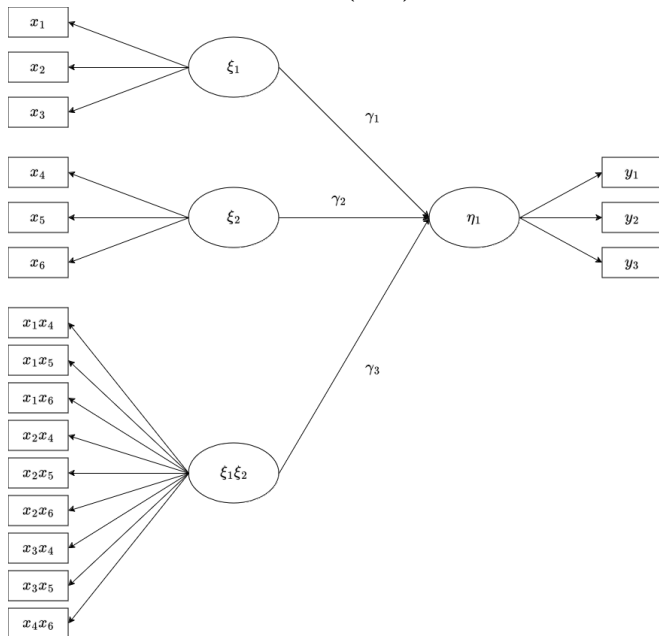 x₁
x₂
x₃
ξ₁
γ₁
x₄
x₅
x₆
ξ₂
γ₂
η₁
y₁
y₂
y₃
x₁x₄
x₁x₅
x₁x₆
x₂x₄
x₂x₅
x₂x₆
x₃x₄
x₃x₅
x₄x₆
ξ₁ξ₂
γ₃